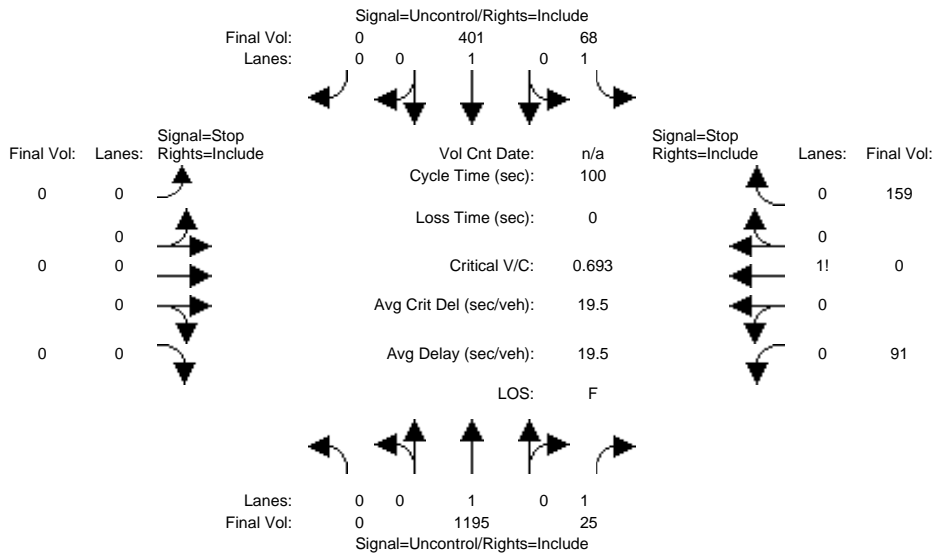 Signal=Uncontrol/Rights=Include
Final Vol: 0 401 68
Lanes: 0 0 1 0 1
Signal=Stop
Final Vol: Lanes: Rights=Include
Vol Cnt Date: n/a
Signal=Stop
Rights=Include Lanes: Final Vol:
Cycle Time (sec): 100
0 0
0 159
Loss Time (sec): 0
0
0
0 0
Critical V/C: 0.693
1! 0
0
Avg Crit Del (sec/veh): 19.5
0
0 0
Avg Delay (sec/veh): 19.5
0 91
LOS: F
Lanes: 0 0 1 0 1
Final Vol: 0 1195 25
Signal=Uncontrol/Rights=Include